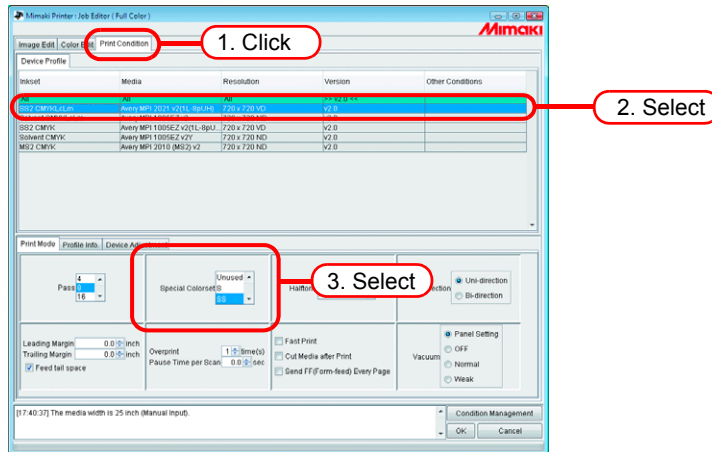 Mimaki Printer : Job Editor ( Full Color )
Mimaki
Image Edit Color Edit Print Condition
1. Click
Device Profile
Inkset Media Resolution Version Other Conditions
All All All >> v2.0 <<
SS2 CMYKLcLm Avery MPI 2021 v2(1L-8pUH) 720 x 720 VD v2.0
2. Select
SS2 CMYK Avery MPI 1005EZ v2(1L-8pU... 720 x 720 VD v2.0
Solvent CMYK Avery MPI 1005EZ v2Y 720 x 720 ND v2.0
MS2 CMYK Avery MPI 2010 (MS2) v2 720 x 720 ND v2.0
Print Mode Profile Info. Device
Pass 4 8 16
Special Colorset Unused S SS
3. Select
Uni-direction
Bi-direction
Leading Margin 0.0 inch
Trailing Margin 0.0 inch
Feed tail space
Overprint 1 time(s)
Pause Time per Scan 0.0 sec
Fast Print
Cut Media after Print
Send FF(Form-feed) Every Page
Vacuum
Panel Setting
OFF
Normal
Weak
[17:40:37] The media width is 25 inch (Manual Input).
Condition Management
OK Cancel